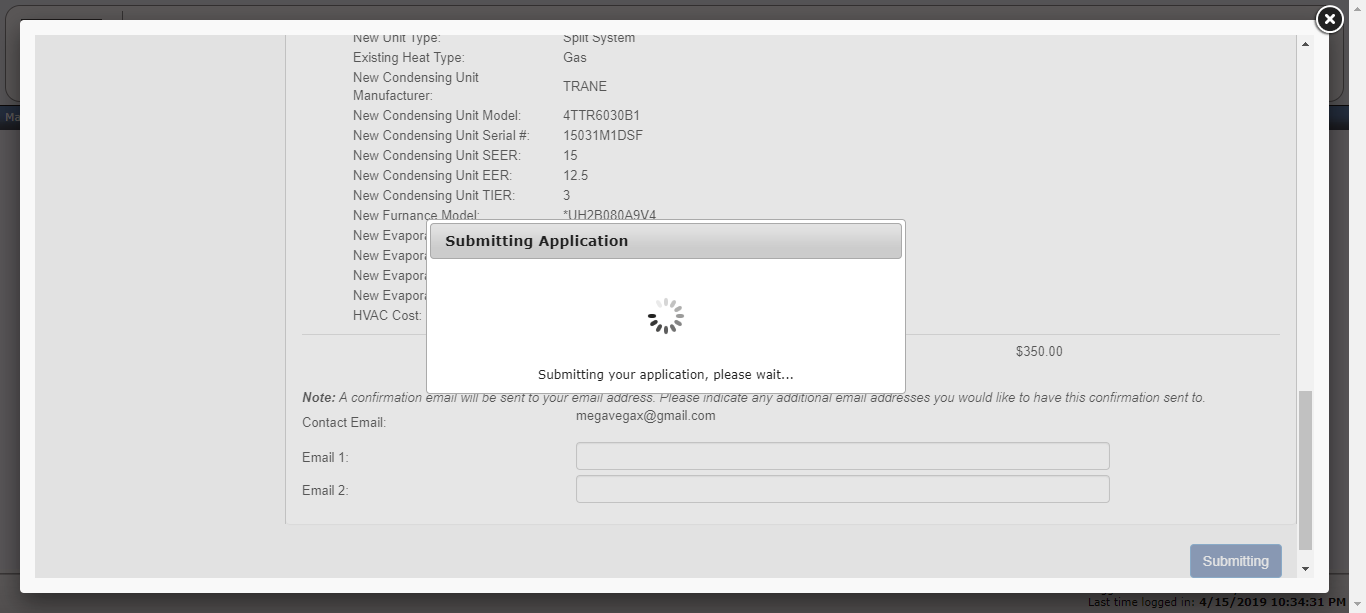 New Unit Type: Split System
Existing Heat Type: Gas
New Condensing Unit
Manufacturer: TRANE
New Condensing Unit Model: 4TTR6030B1
New Condensing Unit Serial #: 15031M1DSF
New Condensing Unit SEER: 15
New Condensing Unit EER: 12.5
New Condensing Unit TIER: 3
New Furnance Model: *UH2B080A9V4
New Evapora
New Evapora
New Evapora
New Evapora
HVAC Cost:
Submitting Application
Submitting your application, please wait...
$350.00
Note: A confirmation email will be sent to your email address. Please indicate any additional email addresses you would like to have this confirmation sent to.
Contact Email: megavegax@gmail.com
Email 1:
Email 2:
Submitting
Last time logged in: 4/15/2019 10:34:31 PM
Ma